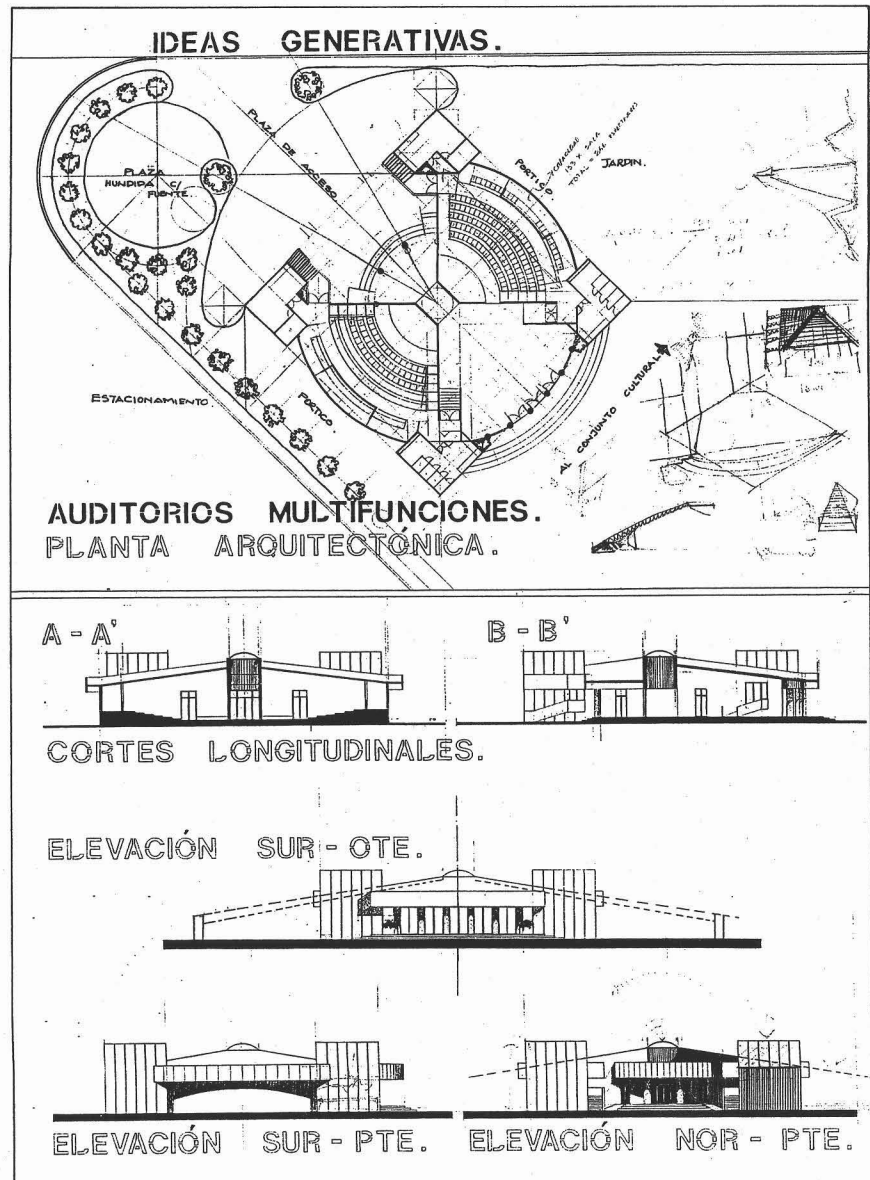 IDEAS GENERATIVAS.
PLAZA DE ACCESO
PLAZA
HUNDIDA C/
FUENTE.
PORTICO
JARDIN.
ESTACIONAMIENTO
PORTICO.
AL CONJUNTO CULTURAL
AUDITORIOS MULTIFUNCIONES.
PLANTA ARQUITECTÓNICA.
A-A'
B-B'
CORTES LONGITUDINALES.
ELEVACIÓN SUR-OTE.
ELEVACIÓN SUR-PTE.
ELEVACIÓN NOR-PTE.